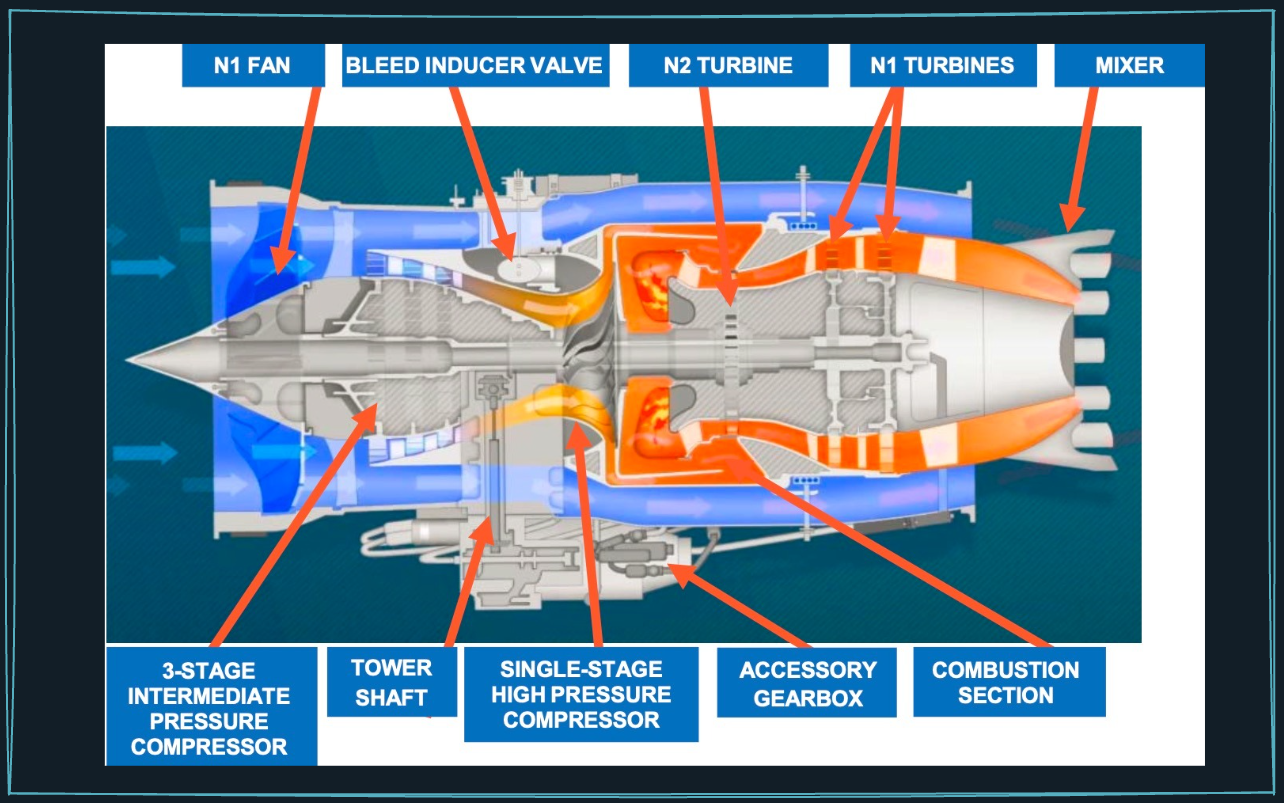 N1 FAN
BLEED INDUCER VALVE
N2 TURBINE
N1 TURBINES
MIXER
3-STAGE
INTERMEDIATE
PRESSURE
COMPRESSOR
TOWER
SHAFT
SINGLE-STAGE
HIGH PRESSURE
COMPRESSOR
ACCESSORY
GEARBOX
COMBUSTION
SECTION